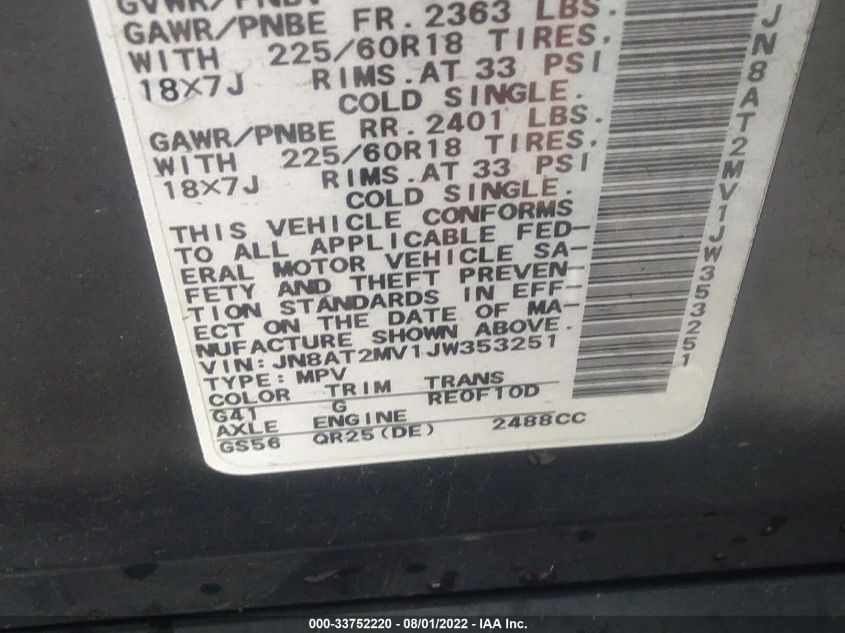 GAWR/PNBE FR. 2363 LBS.
WITH 225/60R18 TIRES.
18X7J RIMS.AT 33 PSI
COLD SINGLE.
GAWR/PNBE RR. 2401 LBS.
WITH 225/60R18 TIRES.
18X7J RIMS.AT 33 PSI
COLD SINGLE.
THIS VEHICLE CONFORMS
TO ALL APPLICABLE FED-
ERAL MOTOR VEHICLE SA-
FETY AND THEFT PREVEN-
TION STANDARDS IN EFF-
ECT ON THE DATE OF MA-
NUFACTURE SHOWN ABOVE.
VIN:JN8AT2MV1JW353251
TYPE:MPV
COLOR TRIM TRANS
G41 G RE0F10D
AXLE ENGINE
GS56 QR25(DE) 2488CC
JN8AT2MV1JW353251
000-33752220 - 08/01/2022 - IAA Inc.